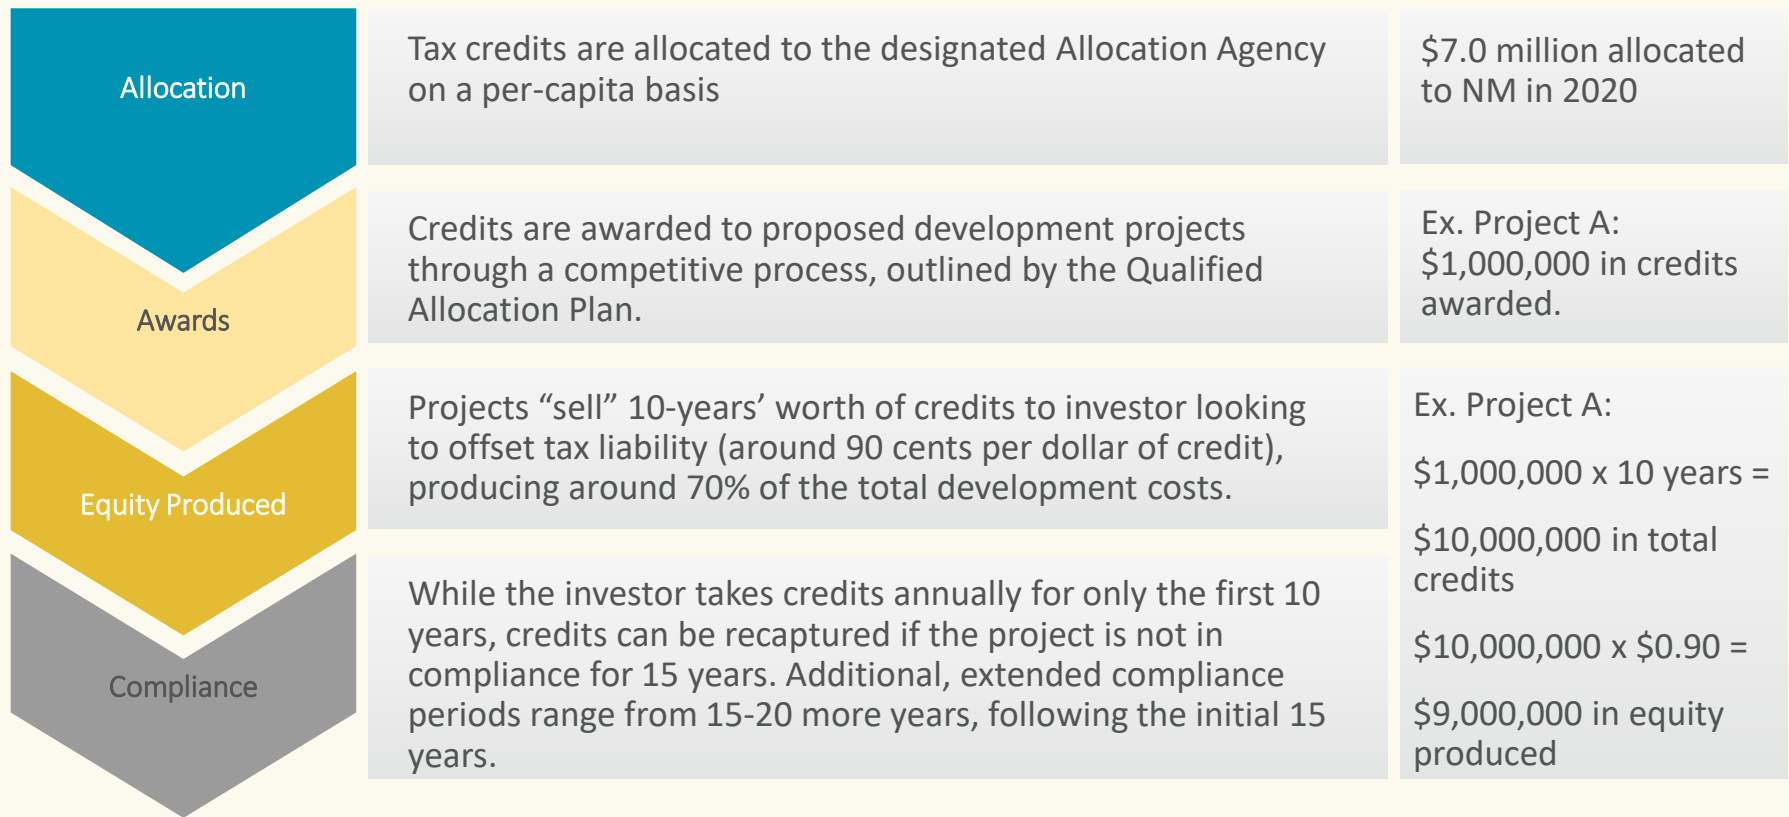 Allocation
Tax credits are allocated to the designated Allocation Agency
on a per-capita basis
$7.0 million allocated
to NM in 2020
Awards
Credits are awarded to proposed development projects
through a competitive process, outlined by the Qualified
Allocation Plan.
Ex. Project A:
$1,000,000 in credits
awarded.
Equity Produced
Projects “sell” 10-years’ worth of credits to investor looking
to offset tax liability (around 90 cents per dollar of credit),
producing around 70% of the total development costs.
Ex. Project A:
$1,000,000 x 10 years =
$10,000,000 in total
credits
$10,000,000 x $0.90 =
$9,000,000 in equity
produced
Compliance
While the investor takes credits annually for only the first 10
years, credits can be recaptured if the project is not in
compliance for 15 years. Additional, extended compliance
periods range from 15-20 more years, following the initial 15
years.